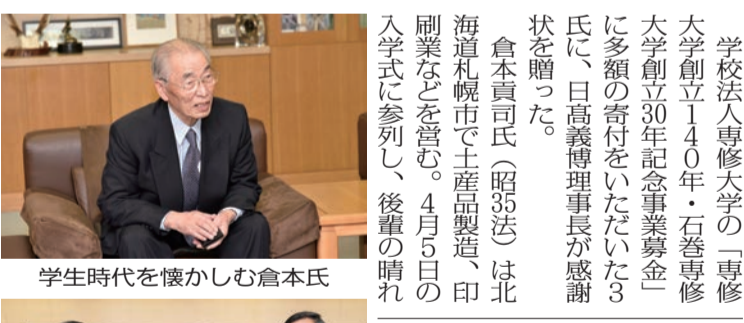 学校法人専修大学の「専修
大学創立１４０年・石巻専修
大学創立30年記念事業募金」
に多額の寄付をいただいた３
氏に、日髙義博理事長が感謝
状を贈った。
倉本貢司氏（昭35法）は北
海道札幌市で土産品製造、印
刷業などを営む。４月５日の
入学式に参列し、後輩の晴れ
学生時代を懐かしむ倉本氏